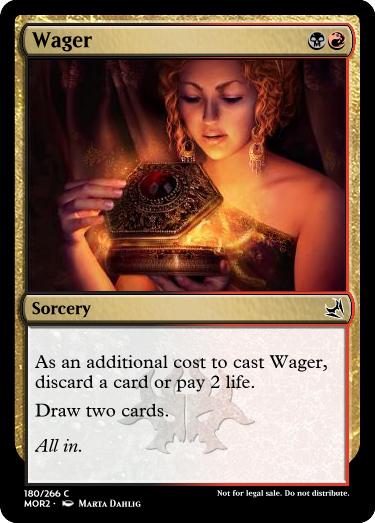 Wager
Sorcery
As an additional cost to cast Wager,
discard a card or pay 2 life.
Draw two cards.
All in.
180/266 C
MOR2 • Marta Dahlig
Not for legal sale. Do not distribute.